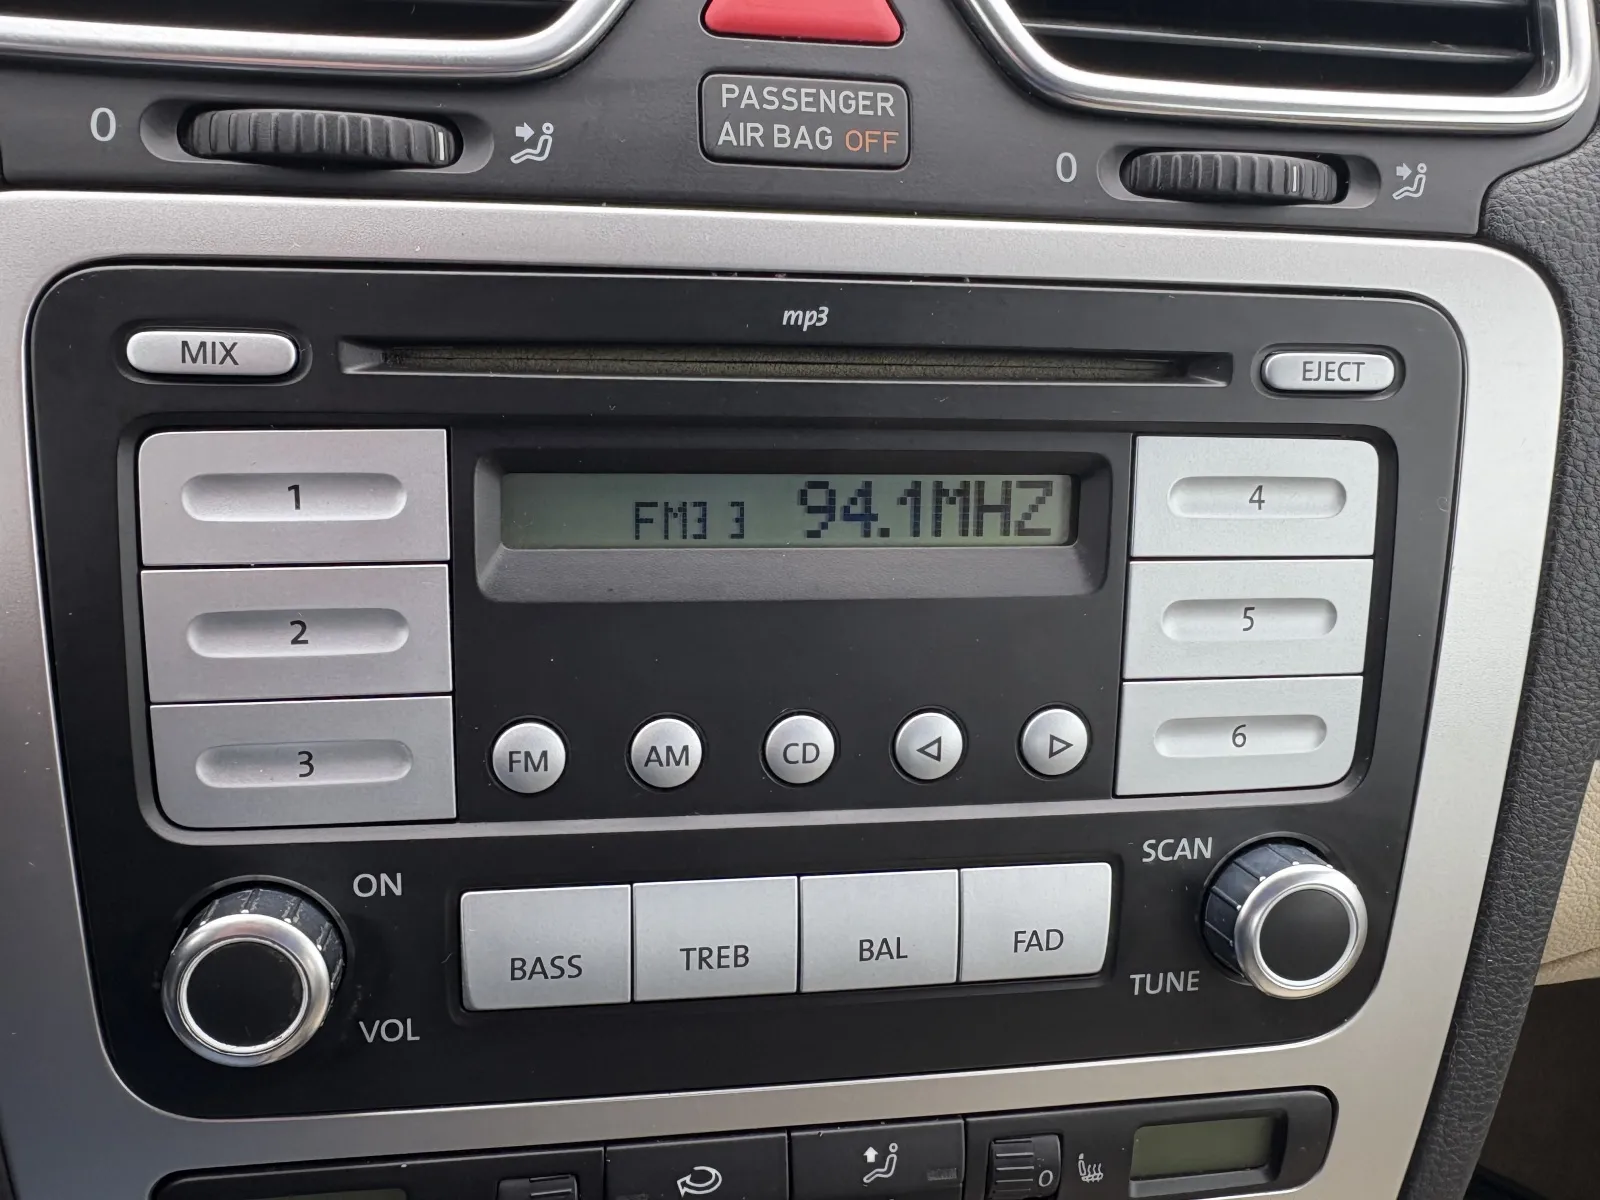 0
PASSENGER
AIR BAG OFF
0
mp3
MIX
EJECT
1
FM3 3 94.1MHZ
4
2
5
3
FM
AM
CD
6
ON
SCAN
BASS
TREB
BAL
FAD
VOL
TUNE
0